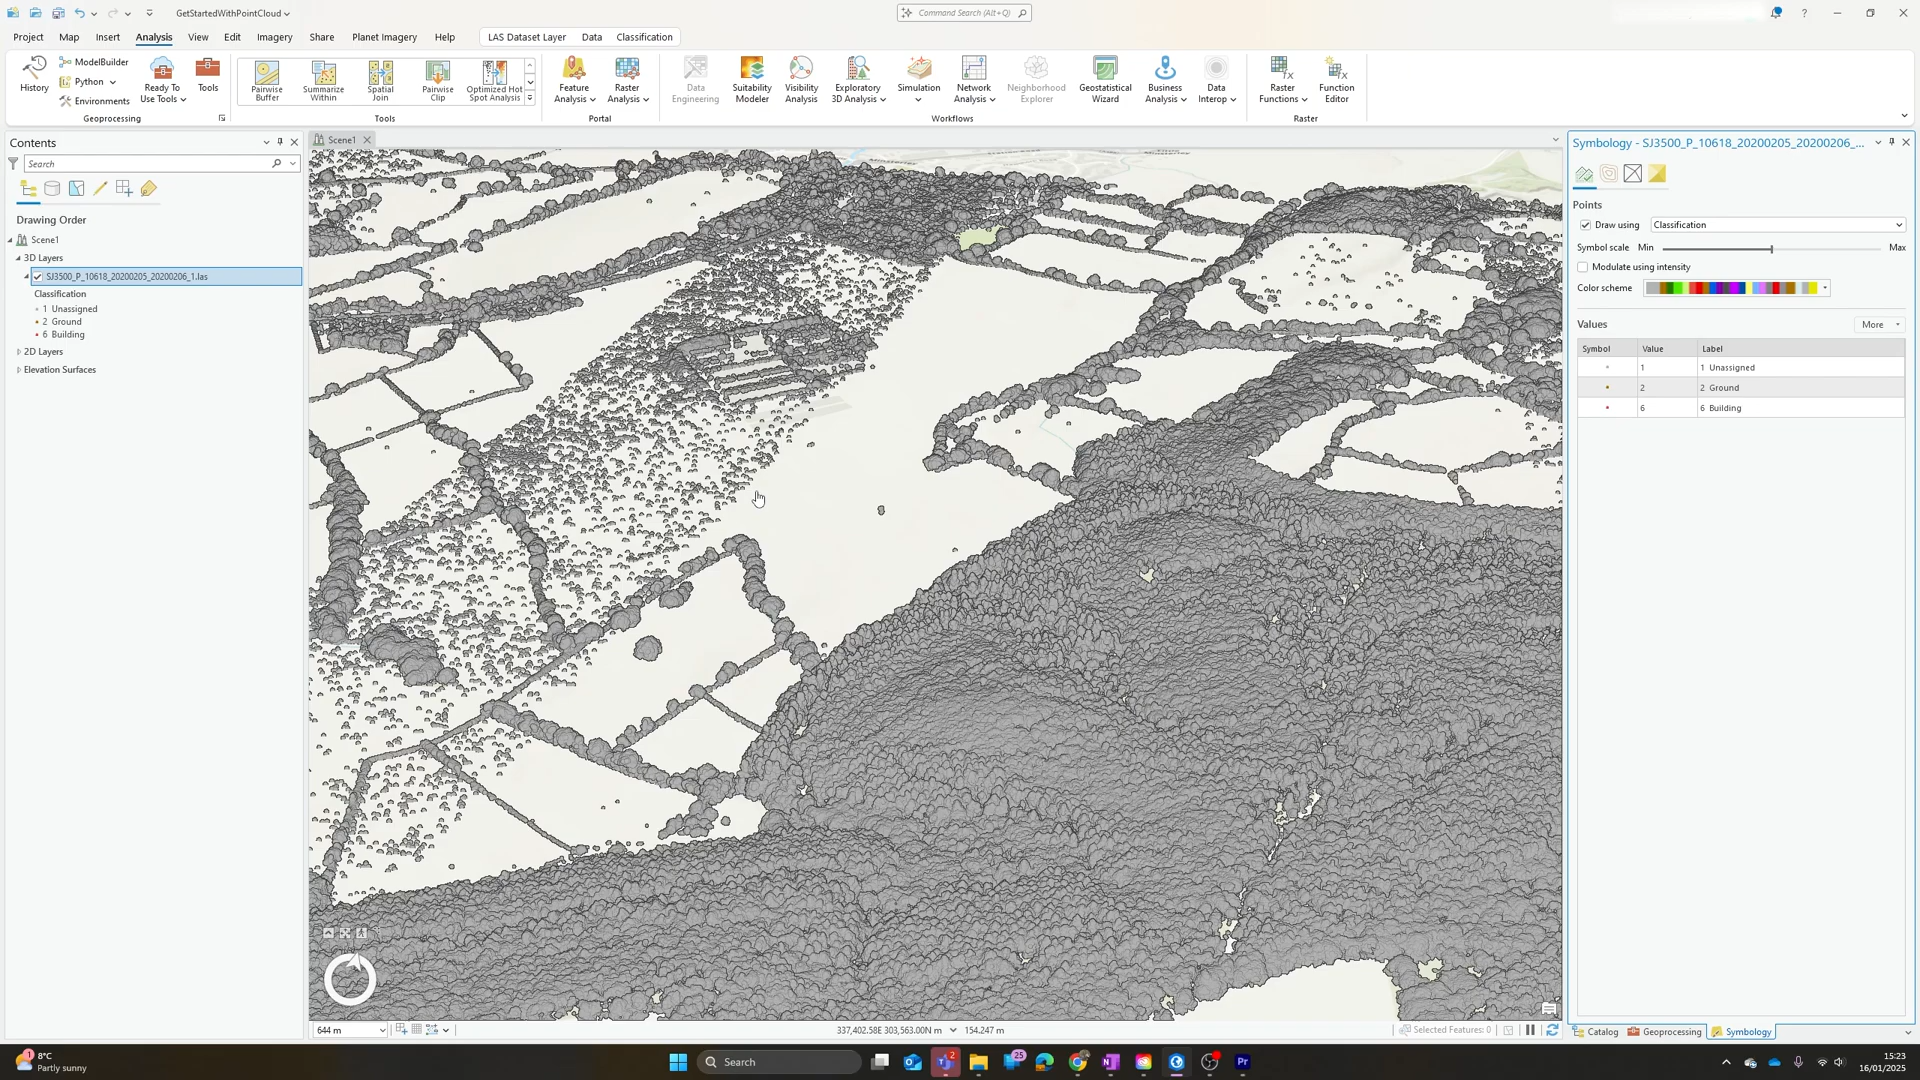 GetStartedWithPointCloud
Command Search (Alt+Q)
Project Map Insert Analysis View Edit Imagery Share Planet Imagery Help LAS Dataset Layer Data Classification
History
ModelBuilder
Python
Environments
Ready To Use Tools
Tools
Geoprocessing
Pairwise Buffer
Summarize Within
Spatial Join
Pairwise Clip
Optimized Hot Spot Analysis
Tools
Feature Analysis
Raster Analysis
Portal
Data Engineering
Suitability Modeler
Visibility Analysis
Exploratory 3D Analysis
Simulation
Network Analysis
Neighborhood Explorer
Geostatistical Wizard
Business Analysis
Data Interop
Workflows
Raster Functions
Function Editor
Raster
Contents
Search
Drawing Order
Scene1
3D Layers
SJ3500_P_10618_20200205_20200206_1.las
Classification
1 Unassigned
2 Ground
6 Building
2D Layers
Elevation Surfaces
Scene1
644 m
337,402.58E 303,563.00N m
154.247 m
Selected Features: 0
Symbology - SJ3500_P_10618_20200205_20200206_...
Points
Draw using Classification
Symbol scale Min Max
Modulate using intensity
Color scheme
Values More
Symbol Value Label
1 1 Unassigned
2 2 Ground
6 6 Building
Catalog Geoprocessing Symbology
1
8°C
Partly sunny
Search
2
25
Pr
15:23
16/01/2025